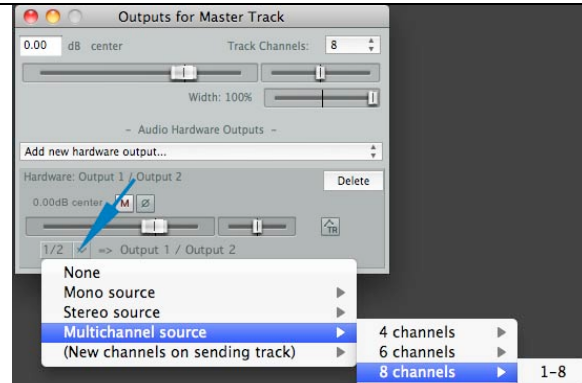 Outputs for Master Track
0.00 dB center Track Channels: 8
Width: 100%
- Audio Hardware Outputs -
Add new hardware output...
Hardware: Output 1 / Output 2 Delete
0.00dB center M Ø
TR
1/2 => Output 1 / Output 2
None
Mono source
Stereo source
Multichannel source 4 channels
(New channels on sending track) 6 channels
8 channels 1-8